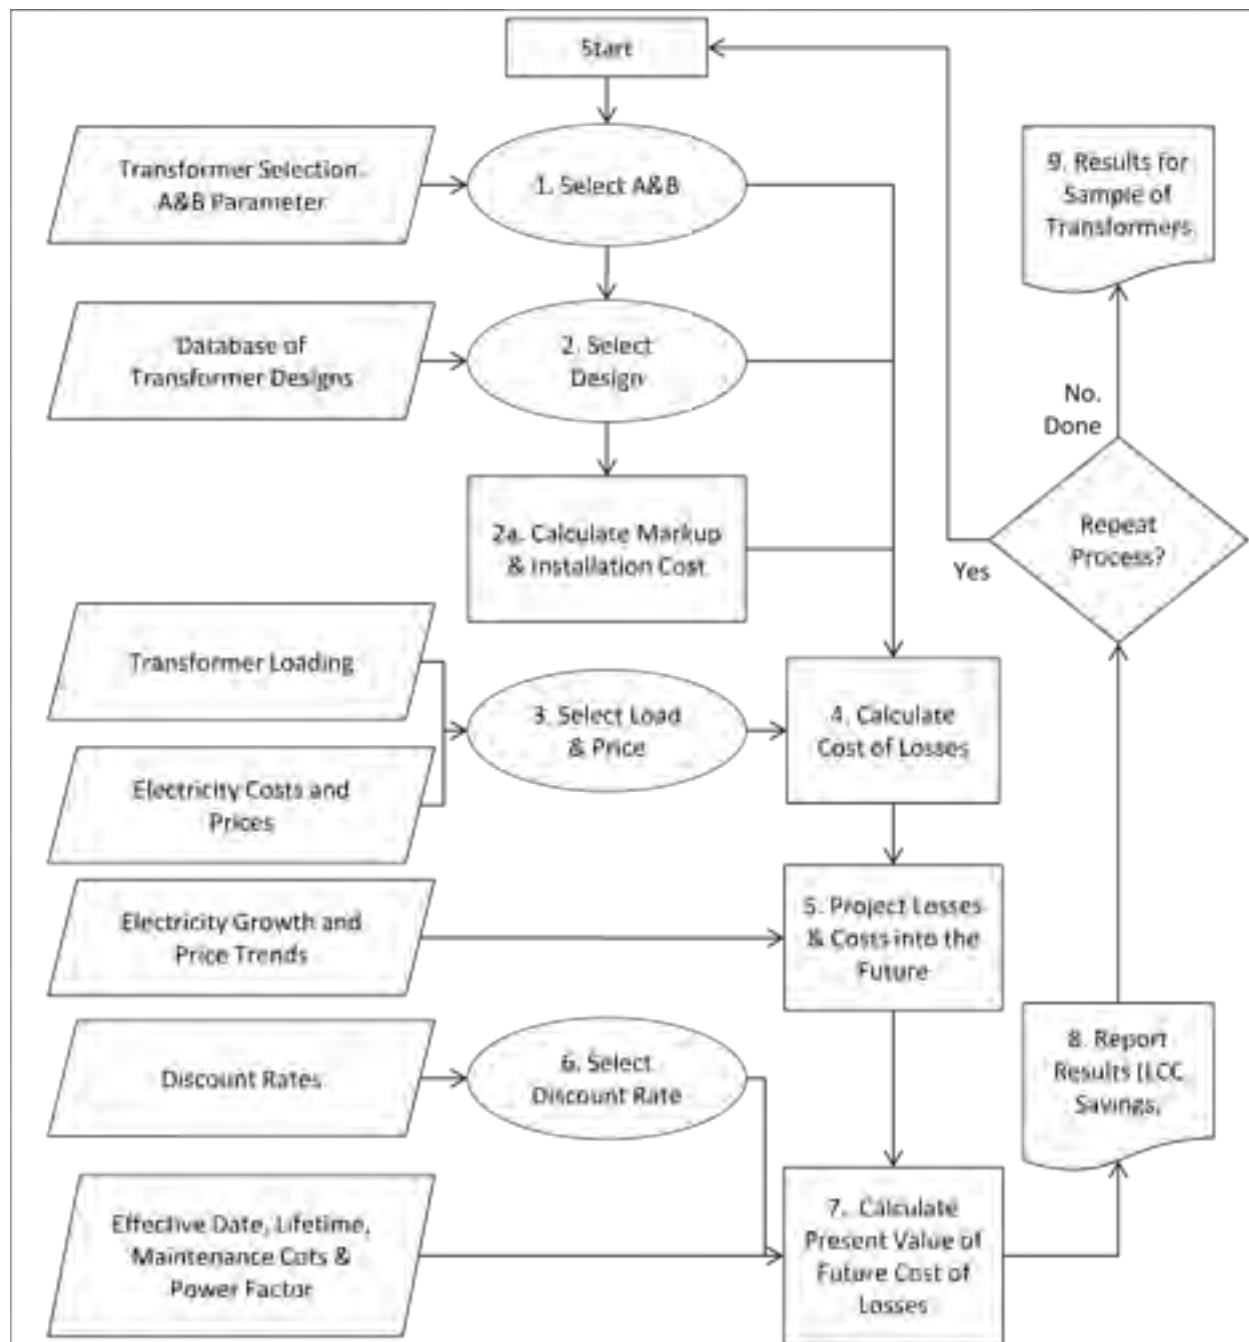 Start
Transformer Selection
A&B Parameter
1. Select A&B
9. Results for
Sample of
Transformers
Database of
Transformer Designs
2. Select
Design
No.
Done
2a. Calculate Markup
& Installation Cost
Repeat
Process?
Yes
Transformer Loading
3. Select Load
& Price
4. Calculate
Cost of Losses
Electricity Costs and
Prices
Electricity Growth and
Price Trends
5. Project Losses
& Costs into the
Future
Discount Rates
6. Select
Discount Rate
8. Report
Results (LCC
Savings,
Effective Date, Lifetime,
Maintenance Cots &
Power Factor
7. Calculate
Present Value of
Future Cost of
Losses